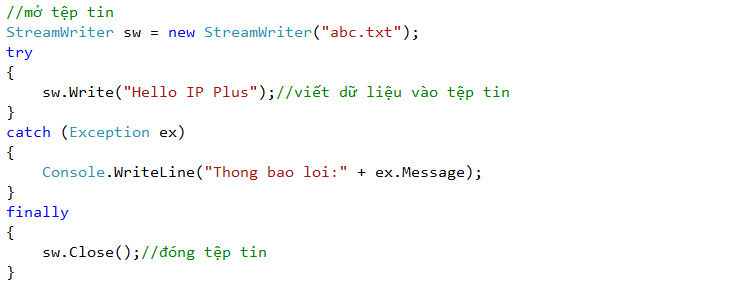 //mở tệp tin
StreamWriter sw = new StreamWriter("abc.txt");
try
{
    sw.Write("Hello IP Plus");//viết dữ liệu vào tệp tin
}
catch (Exception ex)
{
    Console.WriteLine("Thong bao loi:" + ex.Message);
}
finally
{
    sw.Close();//đóng tệp tin
}